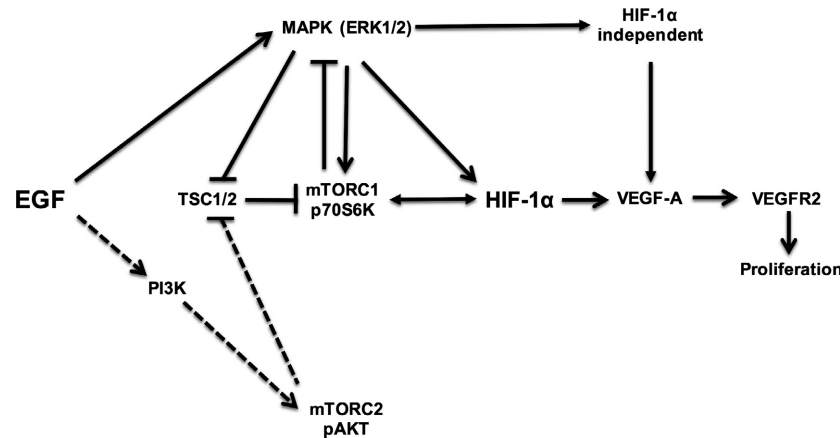 HIF-1α
independent
MAPK (ERK1/2)
EGF
TSC1/2
mTORC1
p70S6K
HIF-1α
VEGF-A
VEGFR2
Proliferation
PI3K
mTORC2
pAKT